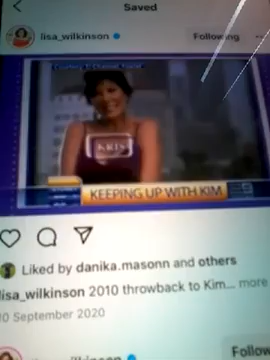 Saved
lisa_wilkinson
Following
KRIS
KEEPING UP WITH KIM
Liked by danika.masonn and others
lisa_wilkinson 2010 throwback to Kim... more
10 September 2020
Follow